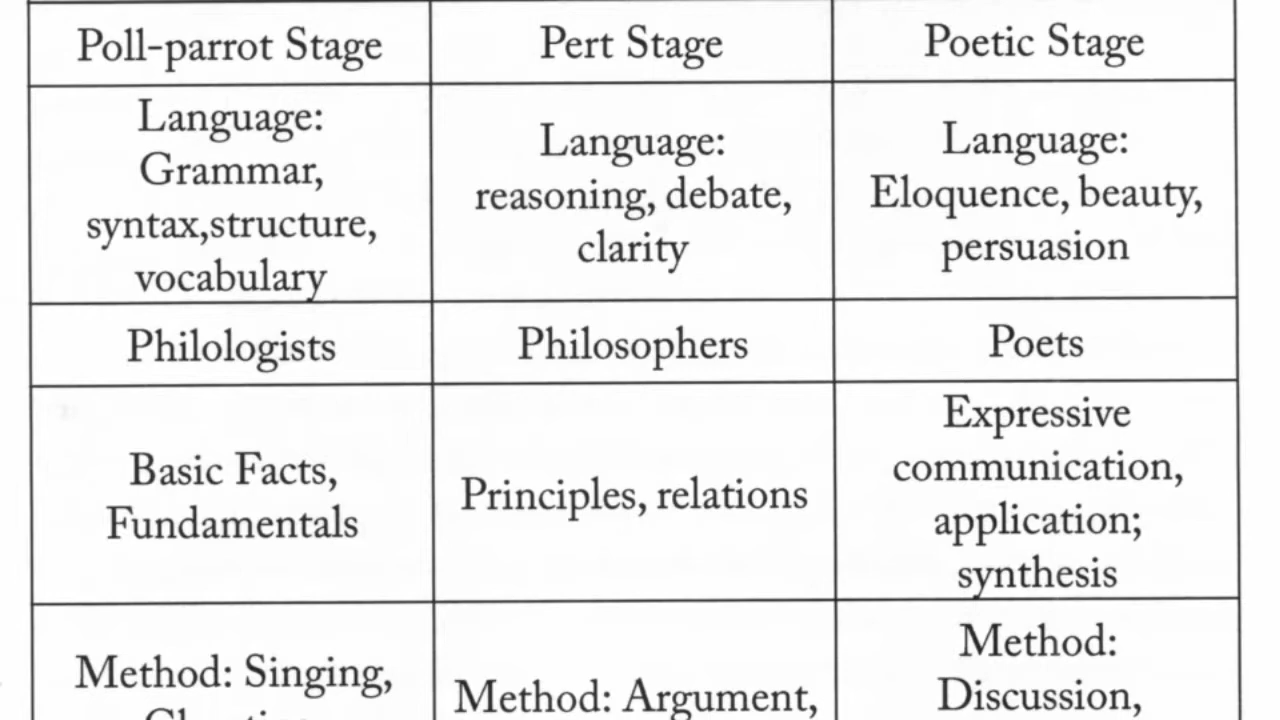 Poll-parrot Stage
Pert Stage
Poetic Stage
Language:
Grammar,
syntax,structure,
vocabulary
Language:
reasoning, debate,
clarity
Language:
Eloquence, beauty,
persuasion
Philologists
Philosophers
Poets
Basic Facts,
Fundamentals
Principles, relations
Expressive
communication,
application;
synthesis
Method: Singing,
Method: Argument,
Method:
Discussion,